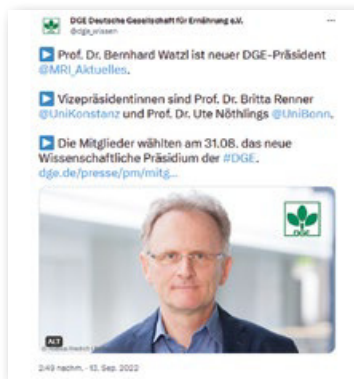 DGE Deutsche Gesellschaft für Ernährung e.V.
@dge_wissen
Prof. Dr. Bernhard Watzl ist neuer DGE-Präsident
@MRI_Aktuelles.
Vizepräsidentinnen sind Prof. Dr. Britta Renner
@UniKonstanz und Prof. Dr. Ute Nöthlings @UniBonn.
Die Mitglieder wählten am 31.08. das neue
Wissenschaftliche Präsidium der #DGE.
dge.de/presse/pm/mitg...
DGE
ALT
2:49 nachm. · 13. Sep. 2022